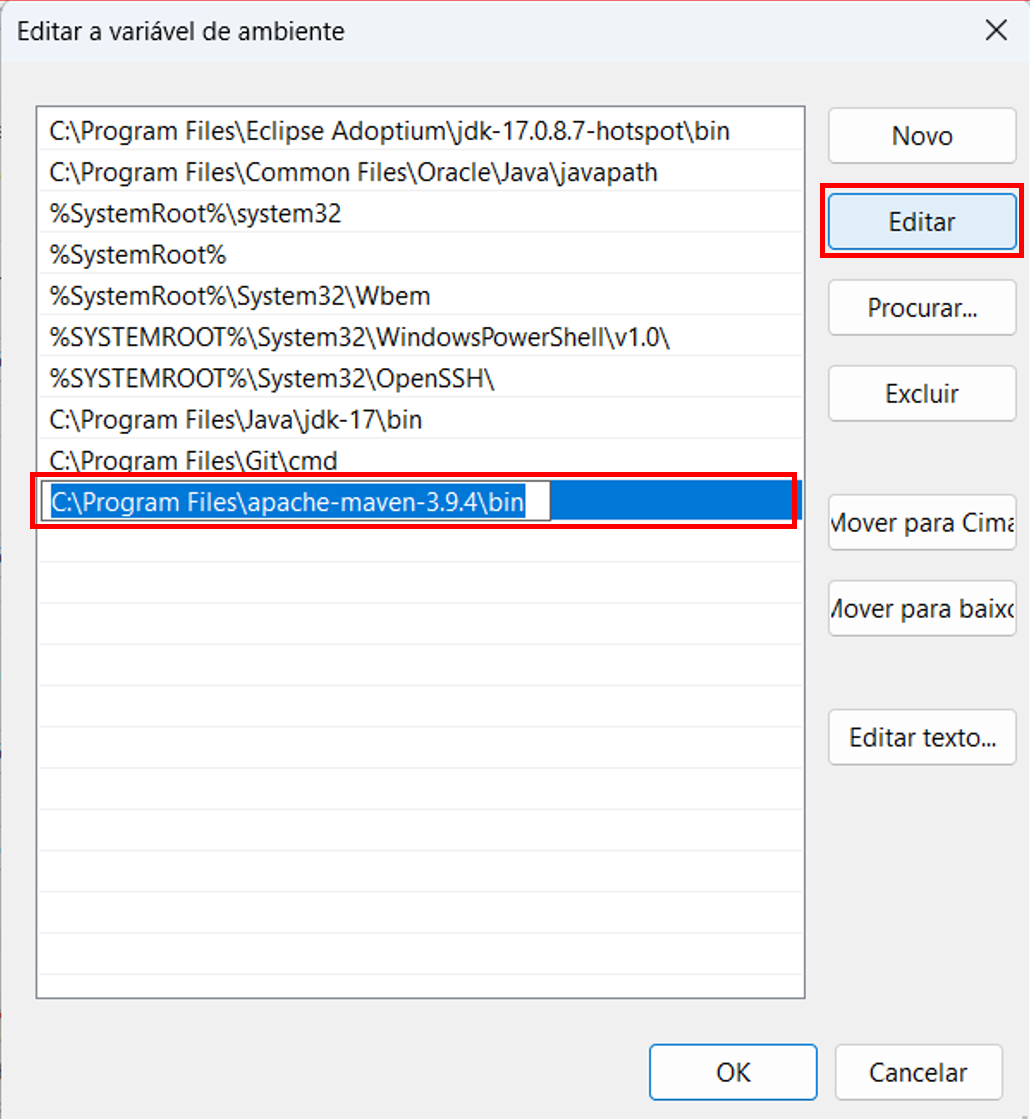 Editar a variável de ambiente
C:\Program Files\Eclipse Adoptium\jdk-17.0.8.7-hotspot\bin
C:\Program Files\Common Files\Oracle\Java\javapath
%SystemRoot%\system32
%SystemRoot%
%SystemRoot%\System32\Wbem
%SYSTEMROOT%\System32\WindowsPowerShell\v1.0\
%SYSTEMROOT%\System32\OpenSSH\
C:\Program Files\Java\jdk-17\bin
C:\Program Files\Git\cmd
C:\Program Files\apache-maven-3.9.4\bin
Novo
Editar
Procurar...
Excluir
Mover para Cima
Mover para baixo
Editar texto...
OK
Cancelar